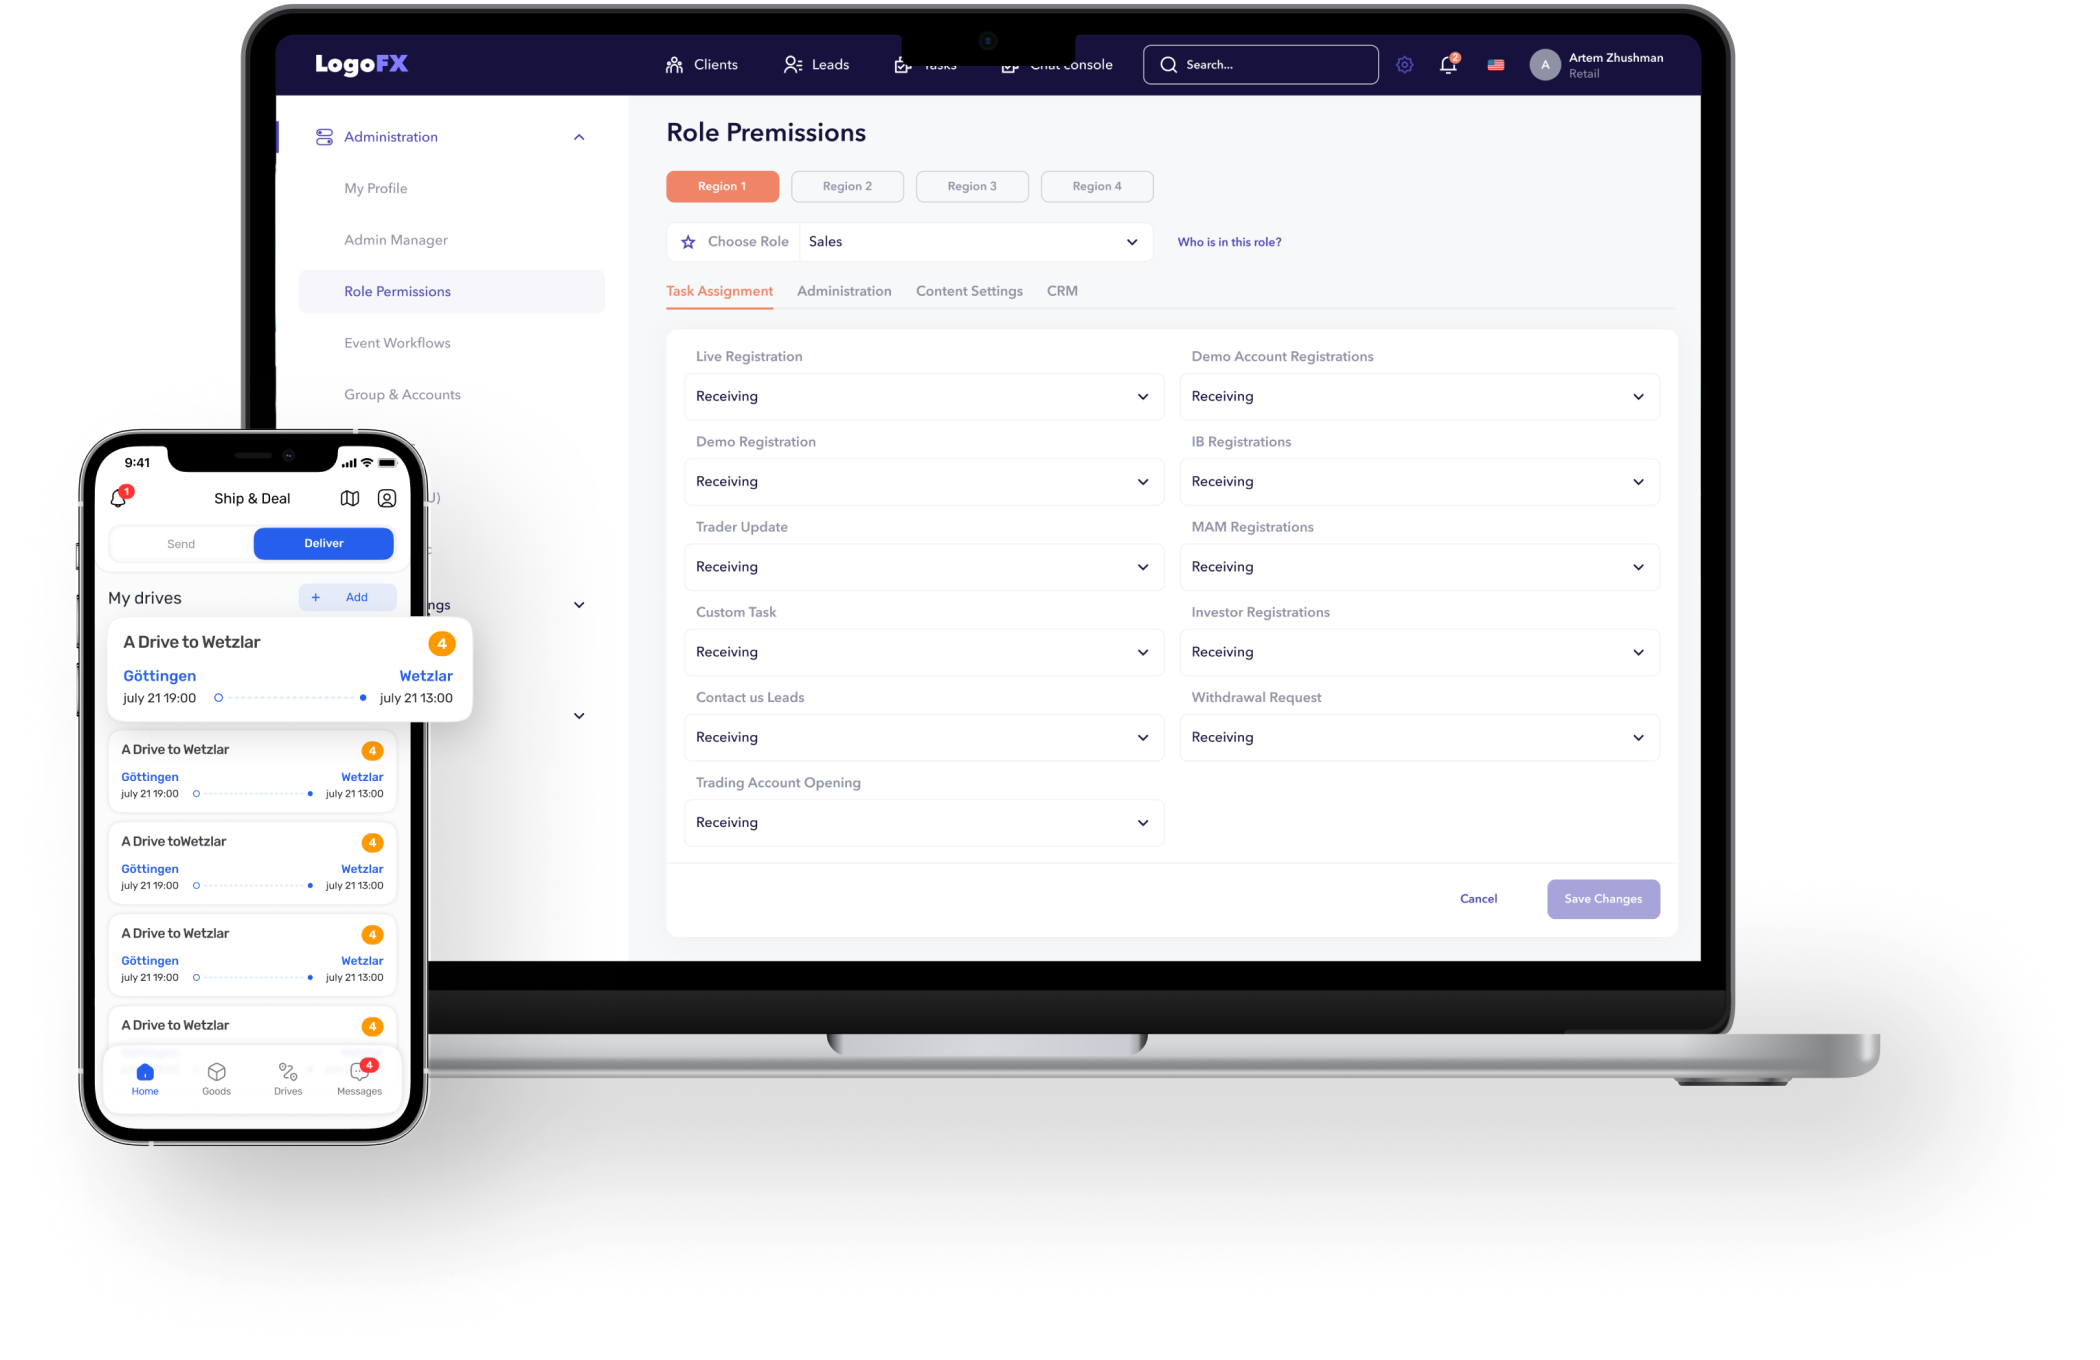 LogoFX
Clients
Leads
Tasks
Chat console
Search...
2
A
Artem Zhushman
Retail
Administration
My Profile
Admin Manager
Role Permissions
Event Workflows
Group & Accounts
Role Premissions
Region 1
Region 2
Region 3
Region 4
Choose Role
Sales
Who is in this role?
Task Assignment
Administration
Content Settings
CRM
Live Registration
Receiving
Demo Account Registrations
Receiving
Demo Registration
Receiving
IB Registrations
Receiving
Trader Update
Receiving
MAM Registrations
Receiving
Custom Task
Receiving
Investor Registrations
Receiving
Contact us Leads
Receiving
Withdrawal Request
Receiving
Trading Account Opening
Receiving
Cancel
Save Changes
9:41
1
Ship & Deal
Send
Deliver
My drives
+ Add
A Drive to Wetzlar
4
Göttingen
Wetzlar
july 21 19:00
july 21 13:00
A Drive to Wetzlar
4
Göttingen
Wetzlar
july 21 19:00
july 21 13:00
A Drive toWetzlar
4
Göttingen
Wetzlar
july 21 19:00
july 21 13:00
A Drive to Wetzlar
4
Göttingen
Wetzlar
july 21 19:00
july 21 13:00
A Drive to Wetzlar
4
Home
Goods
Drives
4
Messages